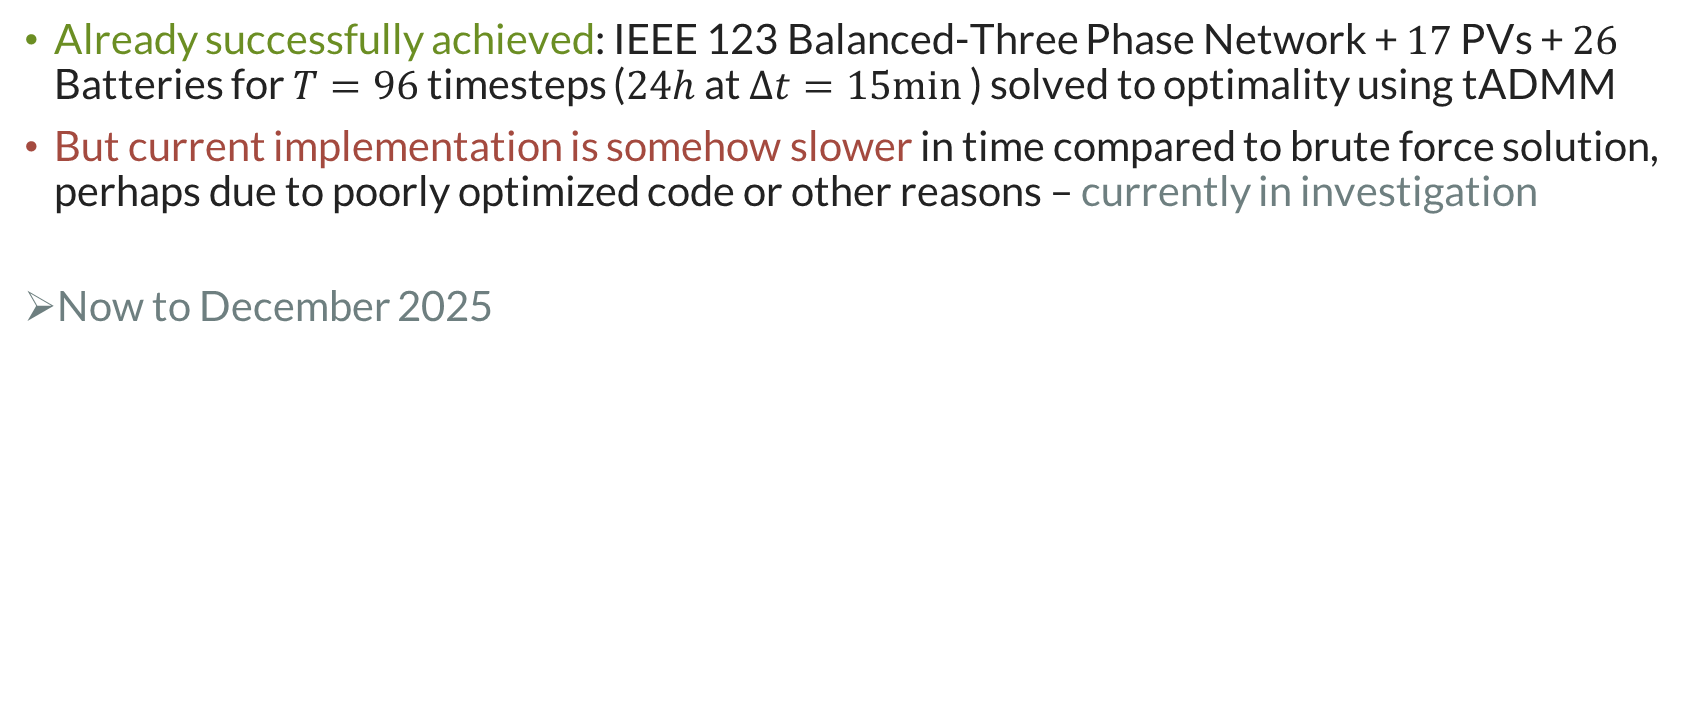 • Already successfully achieved: IEEE 123 Balanced-Three Phase Network + 17 PVs + 26
Batteries for T = 96 timesteps (24h at Δt = 15min ) solved to optimality using tADMM
• But current implementation is somehow slower in time compared to brute force solution,
perhaps due to poorly optimized code or other reasons – currently in investigation
➢Now to December 2025